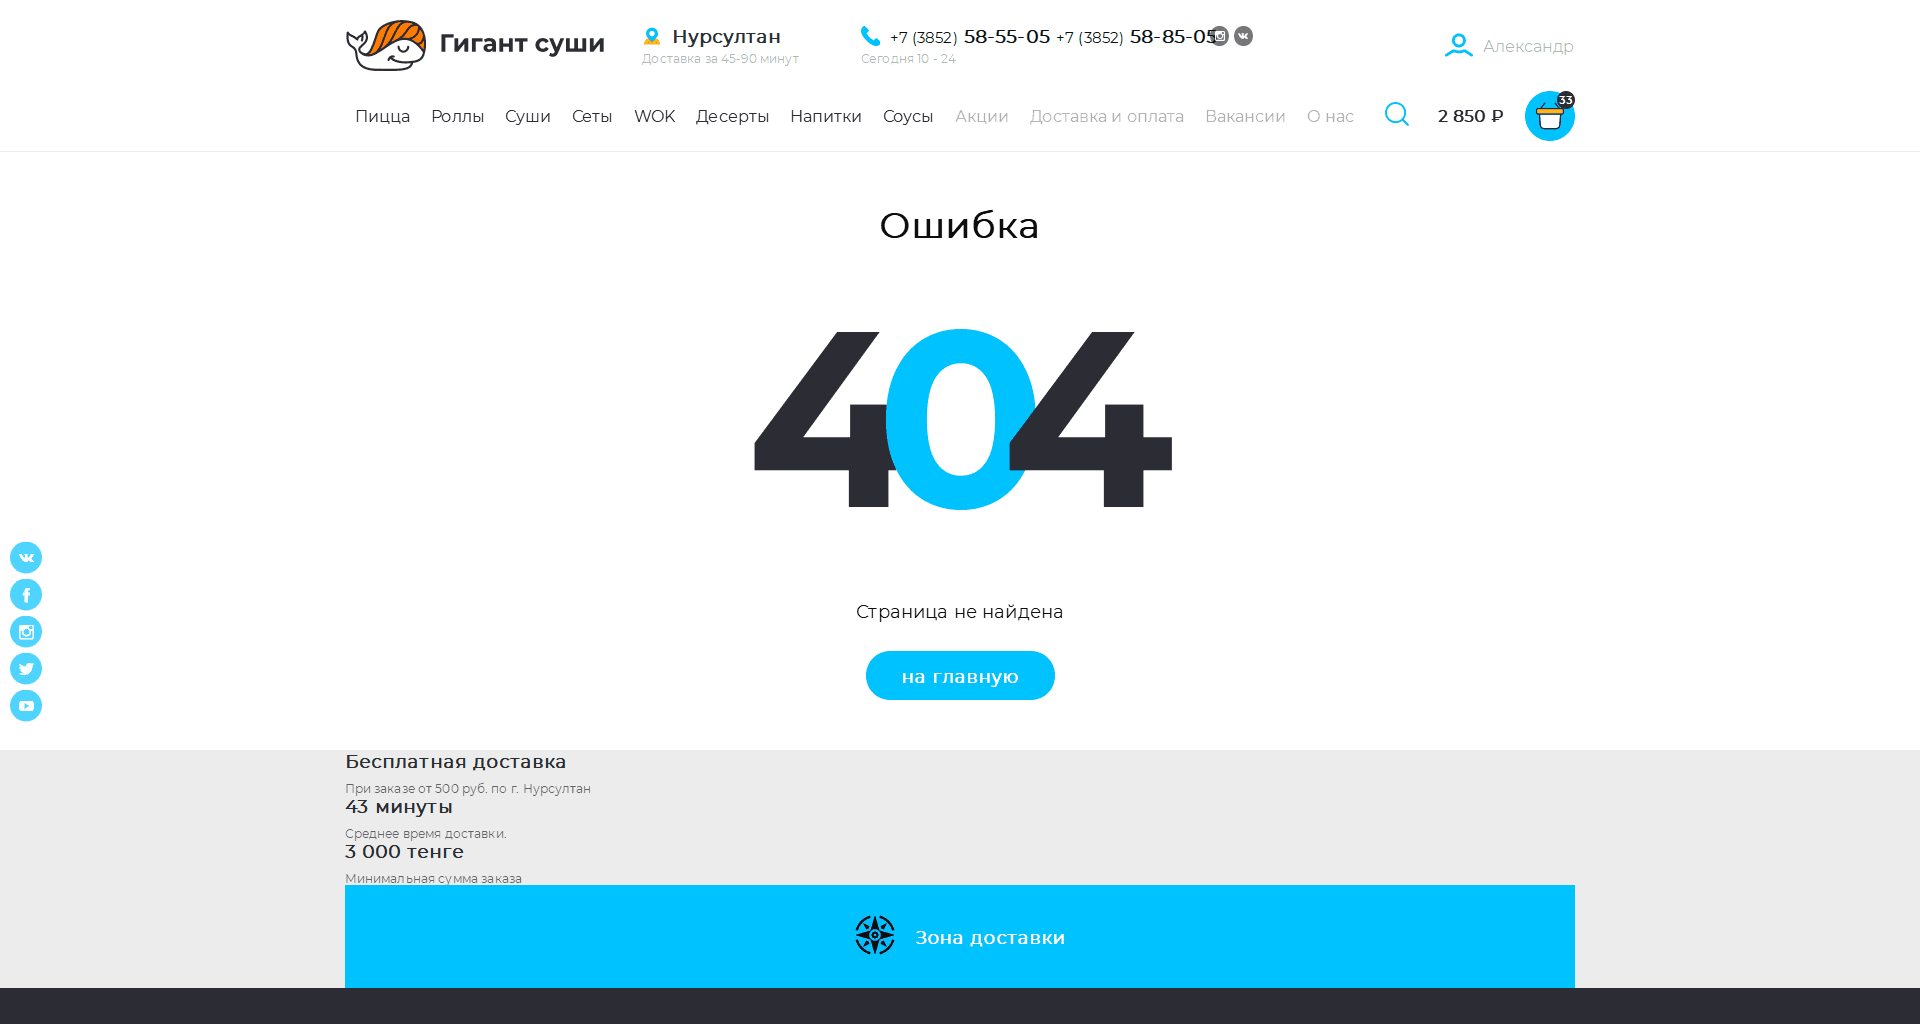 Гигант суши
Нурсултан
Доставка за 45-90 минут
+7 (3852) 58-55-05 +7 (3852) 58-85-05
Сегодня 10 - 24
Александр
Пицца Роллы Суши Сеты WOK Десерты Напитки Соусы Акции Доставка и оплата Вакансии О нас 2 850 ₽ 33
Ошибка
404
Страница не найдена
на главную
Бесплатная доставка
При заказе от 500 руб. по г. Нурсултан
43 минуты
Среднее время доставки.
3 000 тенге
Минимальная сумма заказа
Зона доставки